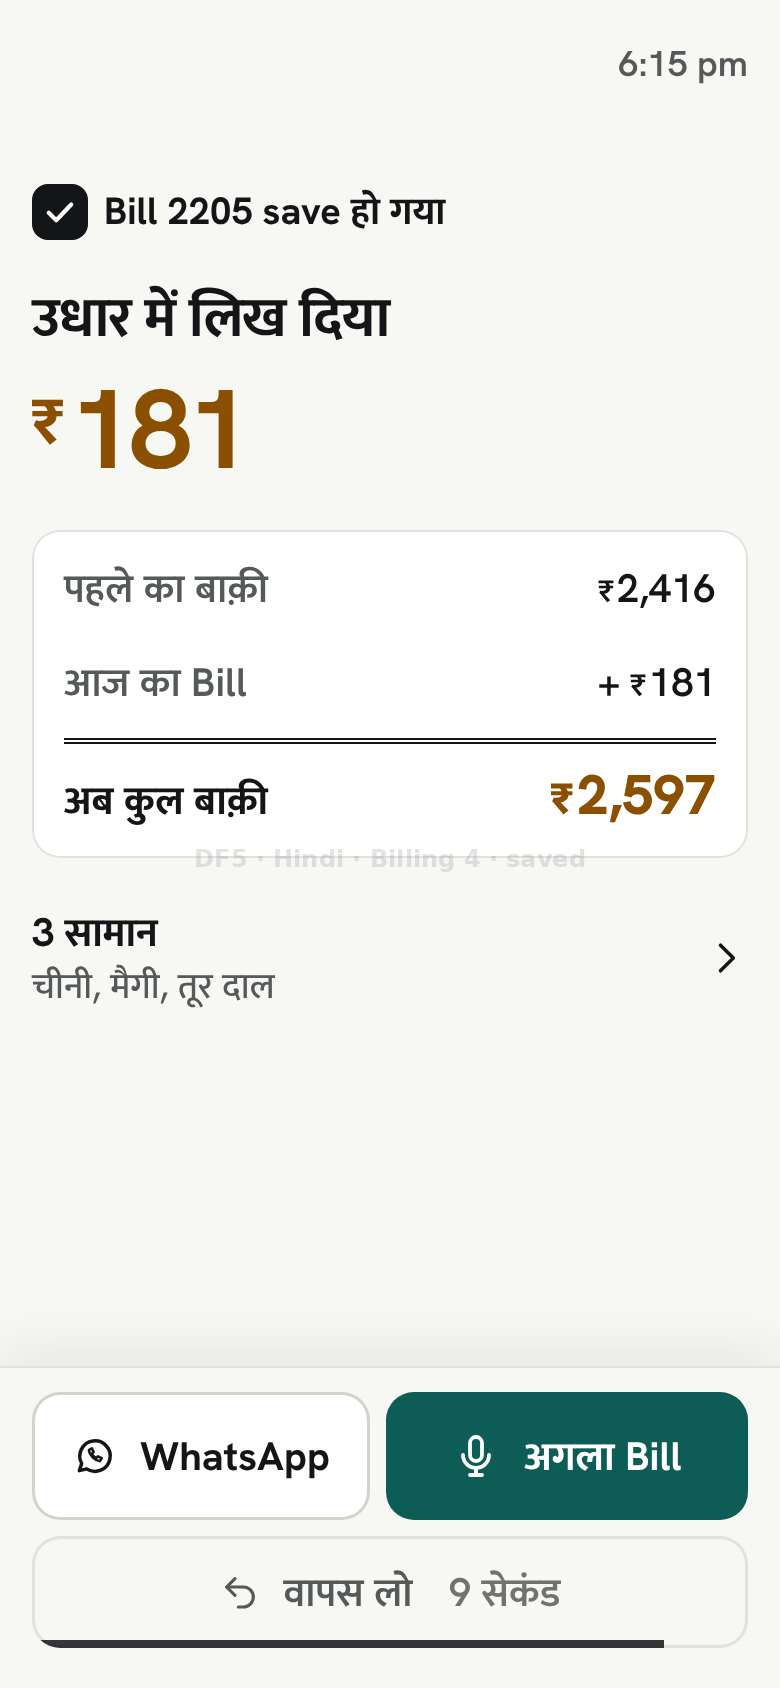 6:15 pm
Bill 2205 save हो गया
उधार में लिख दिया
₹181
पहले का बाक़ी ₹2,416
आज का Bill + ₹181
अब कुल बाक़ी ₹2,597
DF5 · Hindi · Billing 4 · saved
3 सामान
चीनी, मैगी, तूर दाल
WhatsApp अगला Bill
वापस लो 9 सेकंड